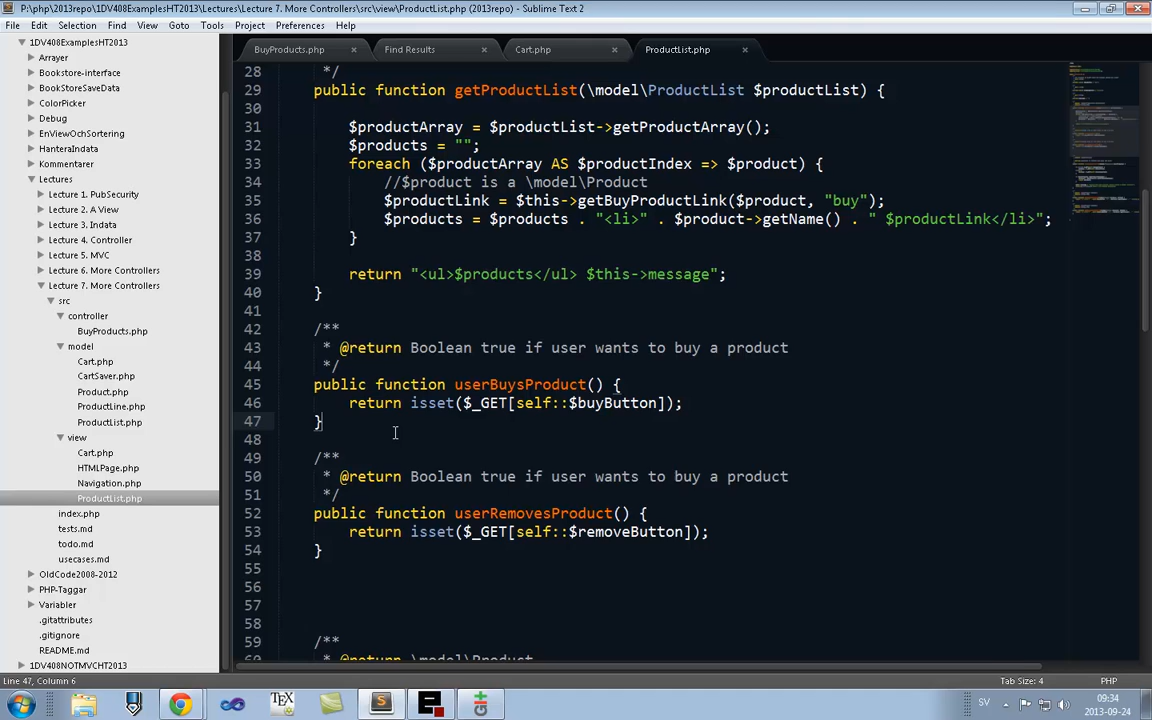 P:\php\2013repo\1DV408ExamplesHT2013\Lectures\Lecture 7. More Controllers\src\view\ProductList.php (2013repo) - Sublime Text 2
File Edit Selection Find View Goto Tools Project Preferences Help
1DV408ExamplesHT2013
Arrayer
Bookstore-interface
BookStoreSaveData
ColorPicker
Debug
EnViewOchSortering
HanteraIndata
Kommentarer
Lectures
Lecture 1. PubSecurity
Lecture 2. A View
Lecture 3. Indata
Lecture 4. Controller
Lecture 5. MVC
Lecture 6. More Controllers
Lecture 7. More Controllers
src
controller
BuyProducts.php
model
Cart.php
CartSaver.php
Product.php
ProductLine.php
ProductList.php
view
Cart.php
HTMLPage.php
Navigation.php
ProductList.php
index.php
tests.md
todo.md
usecases.md
OldCode2008-2012
PHP-Taggar
Variabler
.gitattributes
.gitignore
README.md
1DV408NOTMVCHT2013
BuyProducts.php × Find Results × Cart.php × ProductList.php ×
28 */
29 public function getProductList(\model\ProductList $productList) {
30
31 $productArray = $productList->getProductArray();
32 $products = "";
33 foreach ($productArray AS $productIndex => $product) {
34 //$product is a \model\Product
35 $productLink = $this->getBuyProductLink($product, "buy");
36 $products = $products . "<li>" . $product->getName() . " $productLink</li>";
37 }
38
39 return "<ul>$products</ul> $this->message";
40 }
41
42 /**
43 * @return Boolean true if user wants to buy a product
44 */
45 public function userBuysProduct() {
46 return isset($_GET[self::$buyButton]);
47 }
48
49 /**
50 * @return Boolean true if user wants to buy a product
51 */
52 public function userRemovesProduct() {
53 return isset($_GET[self::$removeButton]);
54 }
55
56
57
58
59 /**
60 * @return \model\Product
Line 47, Column 6 Tab Size: 4 PHP
TEX SV 09:34
2013-09-24